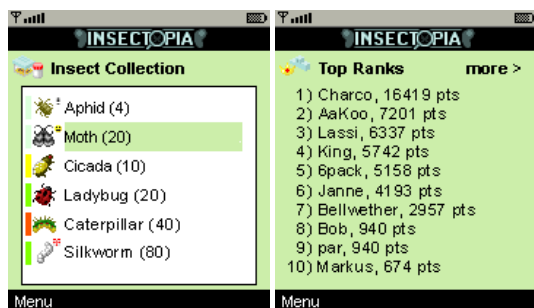 INSECTOPIA
Insect Collection
Aphid (4)
Moth (20)
Cicada (10)
Ladybug (20)
Caterpillar (40)
Silkworm (80)
Menu
INSECTOPIA
Top Ranks more >
1) Charco, 16419 pts
2) AaKoo, 7201 pts
3) Lassi, 6337 pts
4) King, 5742 pts
5) 6pack, 5158 pts
6) Janne, 4193 pts
7) Bellwether, 2957 pts
8) Bob, 940 pts
9) par, 940 pts
10) Markus, 674 pts
Menu